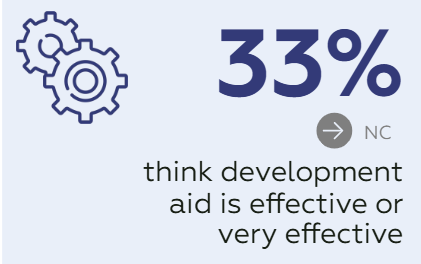 33%
NC
think development
aid is effective or
very effective